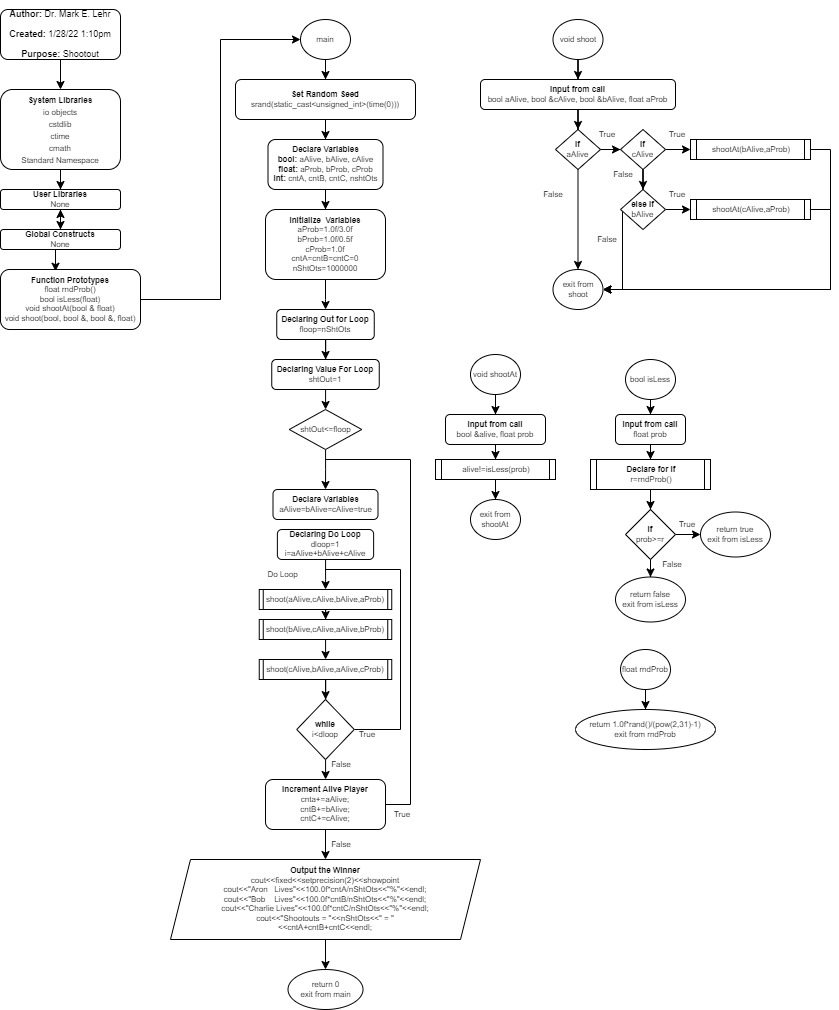 Author: Dr. Mark E. Lehr
Created: 1/28/22 1:10pm
Purpose: Shootout
System Libraries
io objects
cstdlib
ctime
cmath
Standard Namespace
User Libraries
None
Global Constructs
None
Function Prototypes
float rndProb()
bool isLess(float)
void shootAt(bool & float)
void shoot(bool, bool &, bool &, float)
main
Set Random Seed
srand(static_cast<unsigned_int>(time(0)))
Declare Variables
bool: aAlive, bAlive, cAlive
float: aProb, bProb, cProb
int: cntA, cntB, cntC, nshtOts
Initialize Variables
aProb=1.0f/3.0f
bProb=1.0f/0.5f
cProb=1.0f
cntA=cntB=cntC=0
nShtOts=1000000
Declaring Out for Loop
floop=nShtOts
Declaring Value For Loop
shtOut=1
shtOut<=floop
Declare Variables
aAlive=bAlive=cAlive=true
Declaring Do Loop
dloop=1
i=aAlive+bAlive+cAlive
Do Loop
shoot(aAlive,cAlive,bAlive,aProb)
shoot(bAlive,cAlive,aAlive,bProb)
shoot(cAlive,bAlive,aAlive,cProb)
while
i<dloop
True
False
Increment Alive Player
cnta+=aAlive;
cntB+=bAlive;
cntC+=cAlive;
True
False
Output the Winner
cout<<fixed<<setprecision(2)<<showpoint
cout<<"Aron Lives"<<100.0f*cntA/nShtOts<<"%"<<endl;
cout<<"Bob Lives"<<100.0f*cntB/nShtOts<<"%"<<endl;
cout<<"Charlie Lives"<<100.0f*cntC/nShtOts<<"%"<<endl;
cout<<"Shootouts = "<<nShtOts<<" = "
<<cntA+cntB+cntC<<endl;
return 0
exit from main
void shoot
Input from call
bool aAlive, bool &cAlive, bool &bAlive, float aProb
if
aAlive
True
if
cAlive
True
shootAt(bAlive,aProb)
False
False
else if
bAlive
True
shootAt(cAlive,aProb)
False
exit from
shoot
void shootAt
Input from call
bool &alive, float prob
alive!=isLess(prob)
exit from
shootAt
bool isLess
Input from call
float prob
Declare for if
r=rndProb()
if
prob>=r
True
return true
exit from isLess
False
return false
exit from isLess
float rndProb
return 1.0f*rand()/(pow(2,31)-1)
exit from rndProb